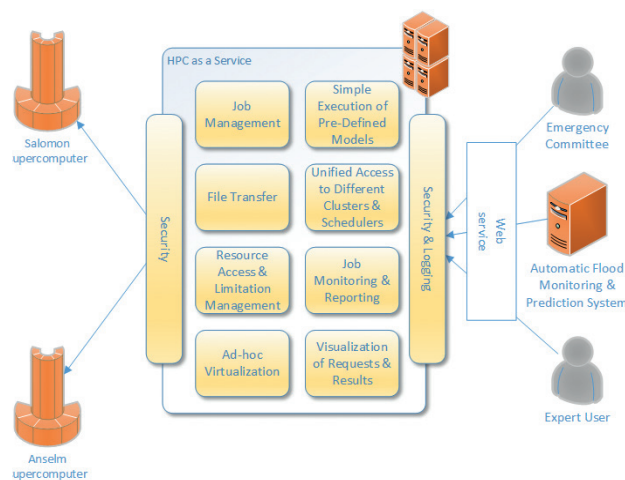 HPC as a Service
Job
Management
Simple
Execution of
Pre-Defined
Models
File Transfer
Unified Access
to Different
Clusters &
Schedulers
Resource
Access &
Limitation
Management
Job
Monitoring &
Reporting
Ad-hoc
Virtualization
Visualization
of Requests &
Results
Security
Security & Logging
Web
service
Salomon
upercomputer
Anselm
upercomputer
Emergency
Committee
Automatic Flood
Monitoring &
Prediction System
Expert User